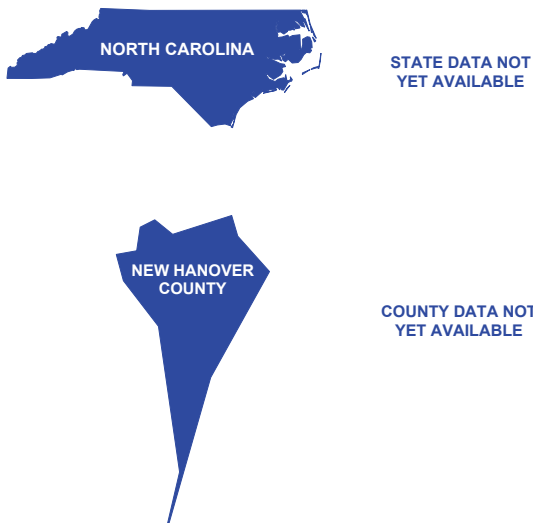 NORTH CAROLINA
STATE DATA NOT
YET AVAILABLE
NEW HANOVER
COUNTY
COUNTY DATA NOT
YET AVAILABLE